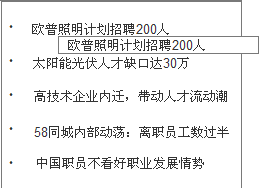 欧普照明计划招聘200人
欧普照明计划招聘200人
太阳能光伏人才缺口达30万
高技术企业内迁，带动人才流动潮
58同城内部动荡：离职员工数过半
中国职员不看好职业发展情势